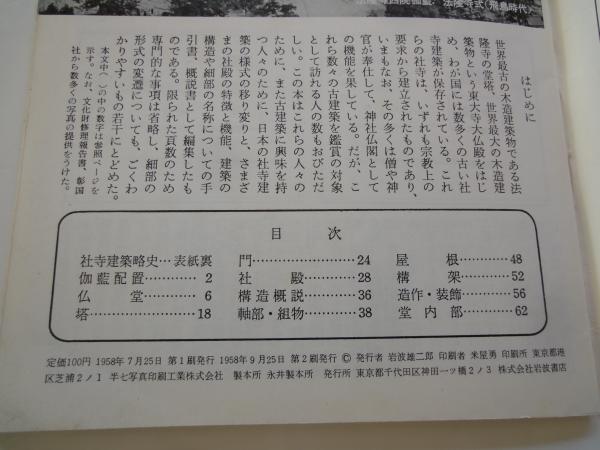 法隆寺西院伽藍 法隆寺式(飛鳥時代)
はじめに
世界最古の木造建築物である法
隆寺の堂塔、世界最大の木造建
築物という東大寺大仏殿をはじ
め、わが国には数多くの古い社
寺建築が保存されている。これ
らの社寺は、いずれも宗教上の
要求から建立されたものであり、
いまもなお、その多くは僧や神
官が奉仕して、神社仏閣として
の機能を果している。だが、こ
れら数々の古建築を鑑賞の対象
として訪れる人の数もおびただ
しい。この本はこれらの人々の
ために、また古建築に興味を持
つ人々のために、日本の社寺建
築の様式の移り変りと、さまざ
まの社殿の特徴と機能、建築の
構造や細部の名称についての手
引書、概説書として編集したも
のである。限られた頁数のため
専門的な事項は省略し、細部の
形式の変遷についても、ごくわ
かりやすいもの若干にとどめた。
本文中( )の中の数字は参照ページを
示す。なお、文化財修理報告書、彰国
社から数多くの写真の提供をうけた。
目次
社寺建築略史…表紙裏
伽藍配置…………2
仏堂…………6
塔…………18
門…………24
社殿…………28
構造概説…………36
軸部・組物…………38
屋根…………48
構架…………52
造作・装飾…………56
堂内部…………62
定価100円 1958年7月25日 第1刷発行 1958年9月25日 第2刷発行 © 発行者 岩波雄二郎 印刷者 米屋勇 印刷所 東京都港
区芝浦2ノ1 半七写真印刷工業株式会社 製本所 永井製本所 発行所 東京都千代田区神田一ツ橋2ノ3 株式会社岩波書店